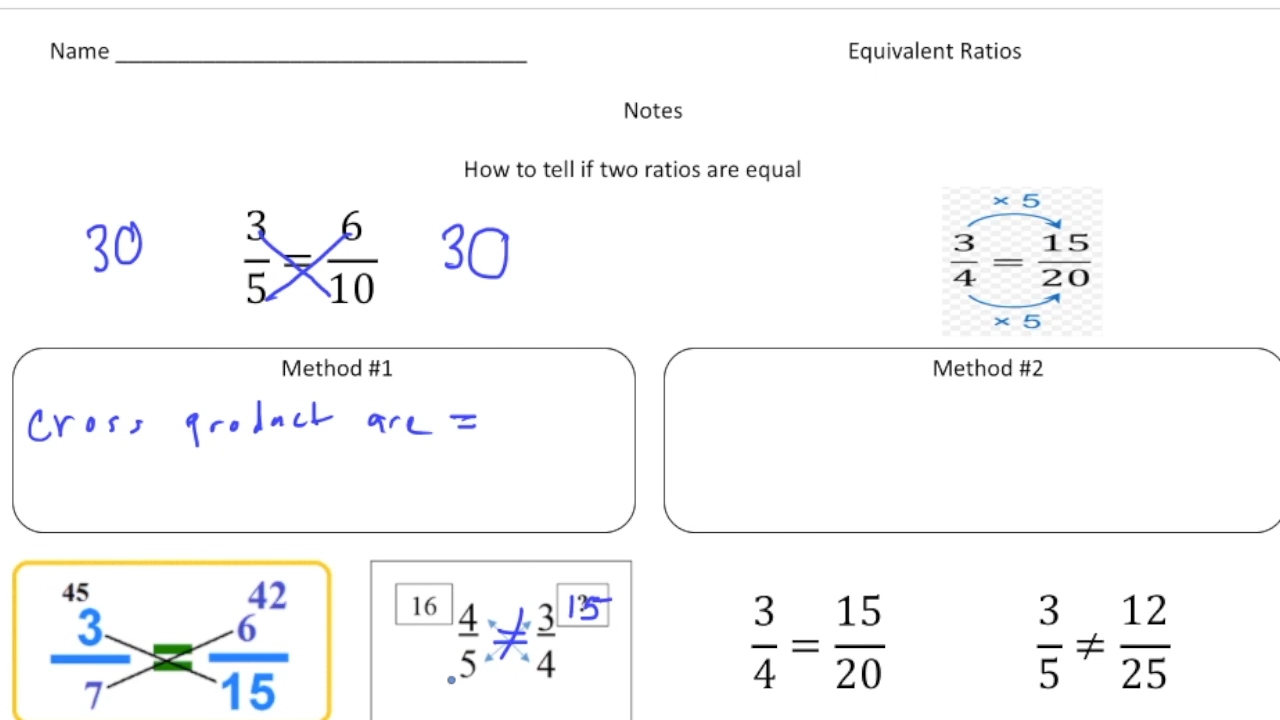 Name ______________________________ Equivalent Ratios
Notes
How to tell if two ratios are equal
30 3/5 = 6/10 30
× 5
3/4 = 15/20
× 5
Method #1
Cross product are =
Method #2
45 42
3/7 = 6/15
16 4/5 ≠ 3/4 15
3/4 = 15/20
3/5 ≠ 12/25